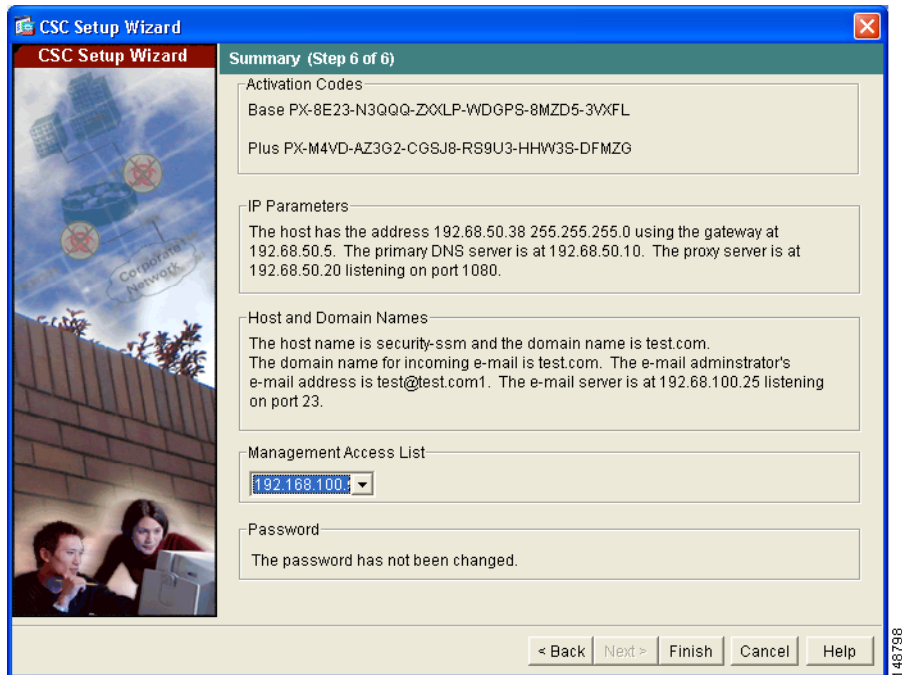 CSC Setup Wizard
CSC Setup Wizard
Corporate
Network
Summary (Step 6 of 6)
Activation Codes
Base PX-8E23-N3QQQ-ZXXLP-WDGPS-8MZD5-3VXFL
Plus PX-M4VD-AZ3G2-CGSJ8-RS9U3-HHW3S-DFMZG
IP Parameters
The host has the address 192.68.50.38 255.255.255.0 using the gateway at
192.68.50.5. The primary DNS server is at 192.68.50.10. The proxy server is at
192.68.50.20 listening on port 1080.
Host and Domain Names
The host name is security-ssm and the domain name is test.com.
The domain name for incoming e-mail is test.com. The e-mail adminstrator's
e-mail address is test@test.com1. The e-mail server is at 192.68.100.25 listening
on port 23.
Management Access List
192.168.100.
Password
The password has not been changed.
< Back Next > Finish Cancel Help
148798